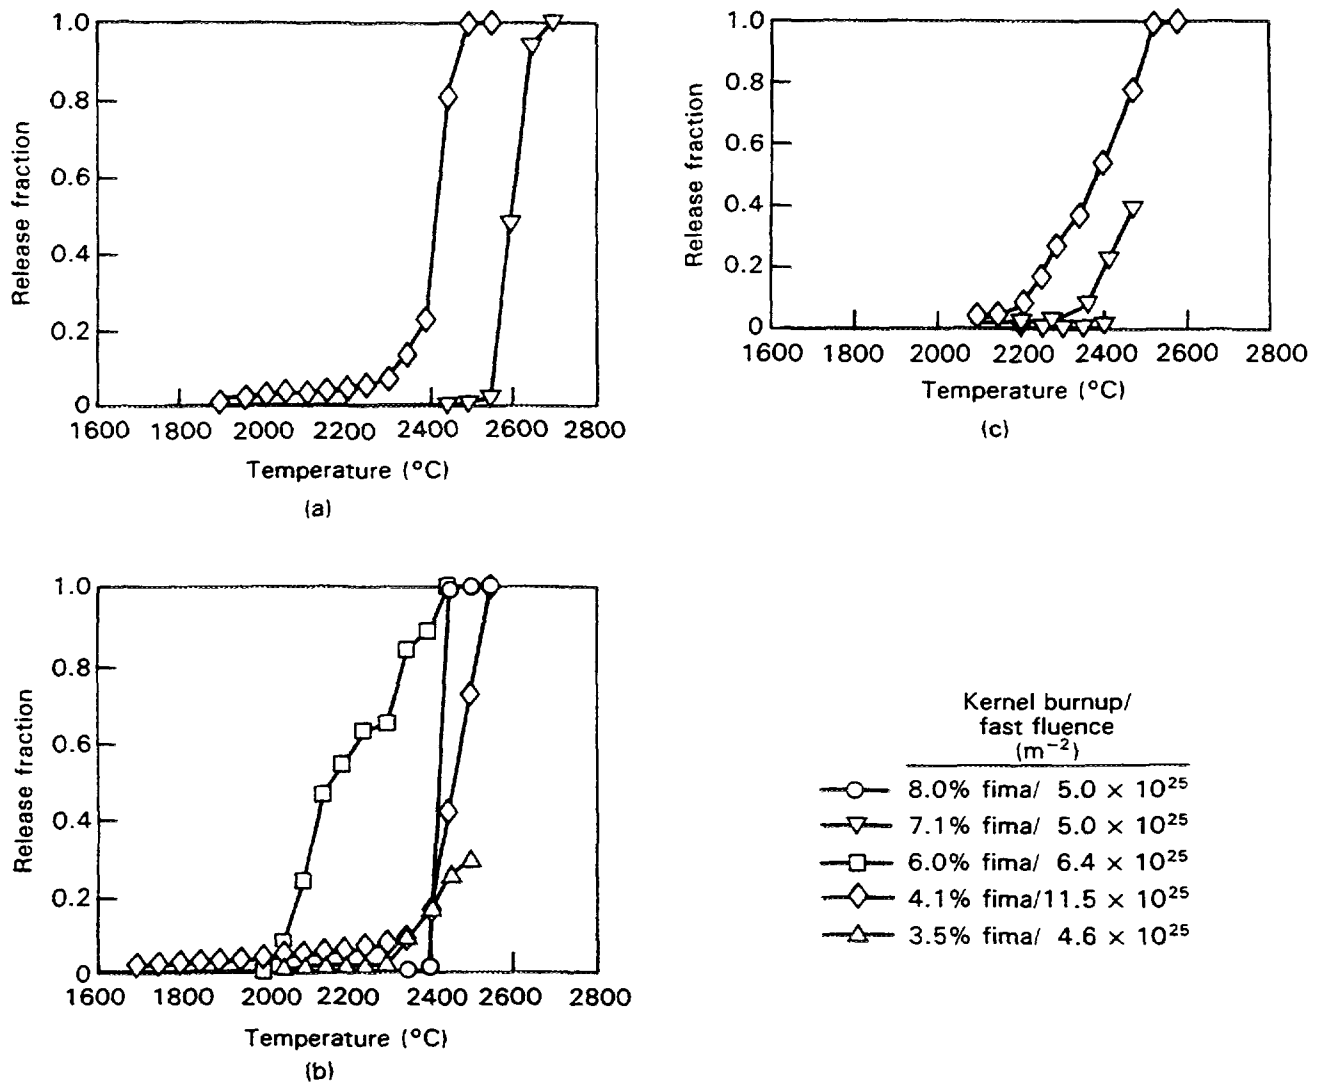 1.0
0.8
0.6
0.4
0.2
0
Release fraction
1600 1800 2000 2200 2400 2600 2800
Temperature (°C)
(a)
1.0
0.8
0.6
0.4
0.2
0
Release fraction
1600 1800 2000 2200 2400 2600 2800
Temperature (°C)
(c)
1.0
0.8
0.6
0.4
0.2
0
Release fraction
1600 1800 2000 2200 2400 2600 2800
Temperature (°C)
(b)
Kernel burnup/
fast fluence
(m⁻²)
8.0% fima/ 5.0 × 10²⁵
7.1% fima/ 5.0 × 10²⁵
6.0% fima/ 6.4 × 10²⁵
4.1% fima/11.5 × 10²⁵
3.5% fima/ 4.6 × 10²⁵